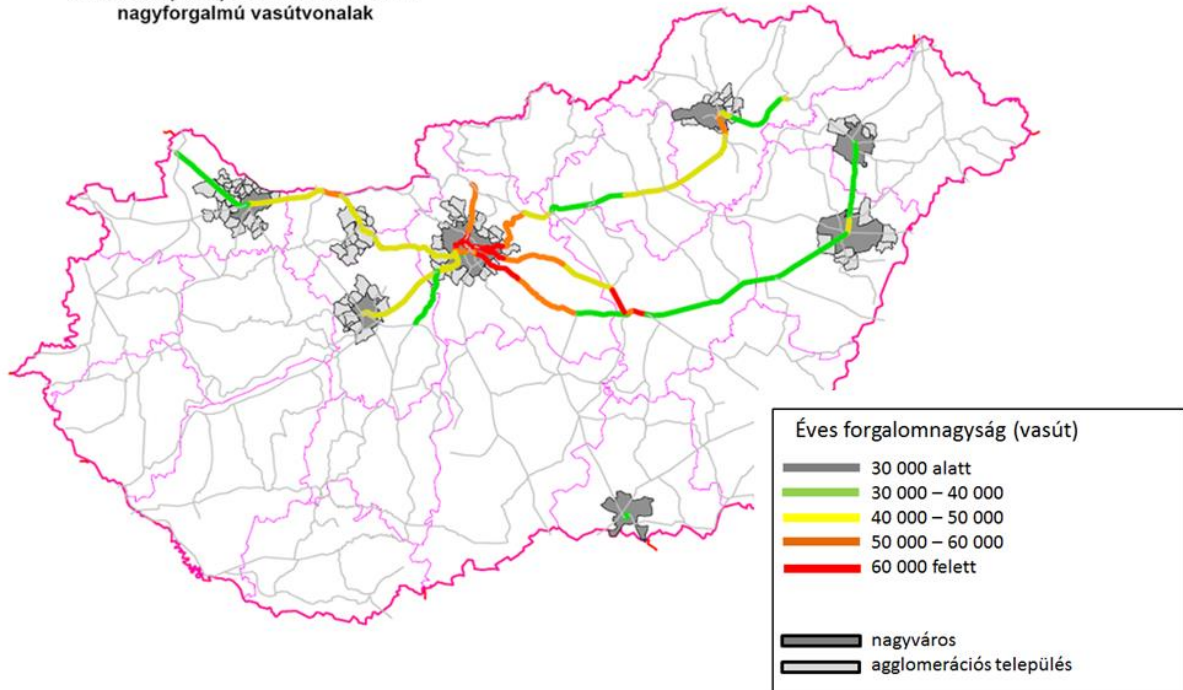 nagyforgalmú vasútvonalak
Éves forgalomnagyság (vasút)
30 000 alatt
30 000 – 40 000
40 000 – 50 000
50 000 – 60 000
60 000 felett
nagyváros
agglomerációs település